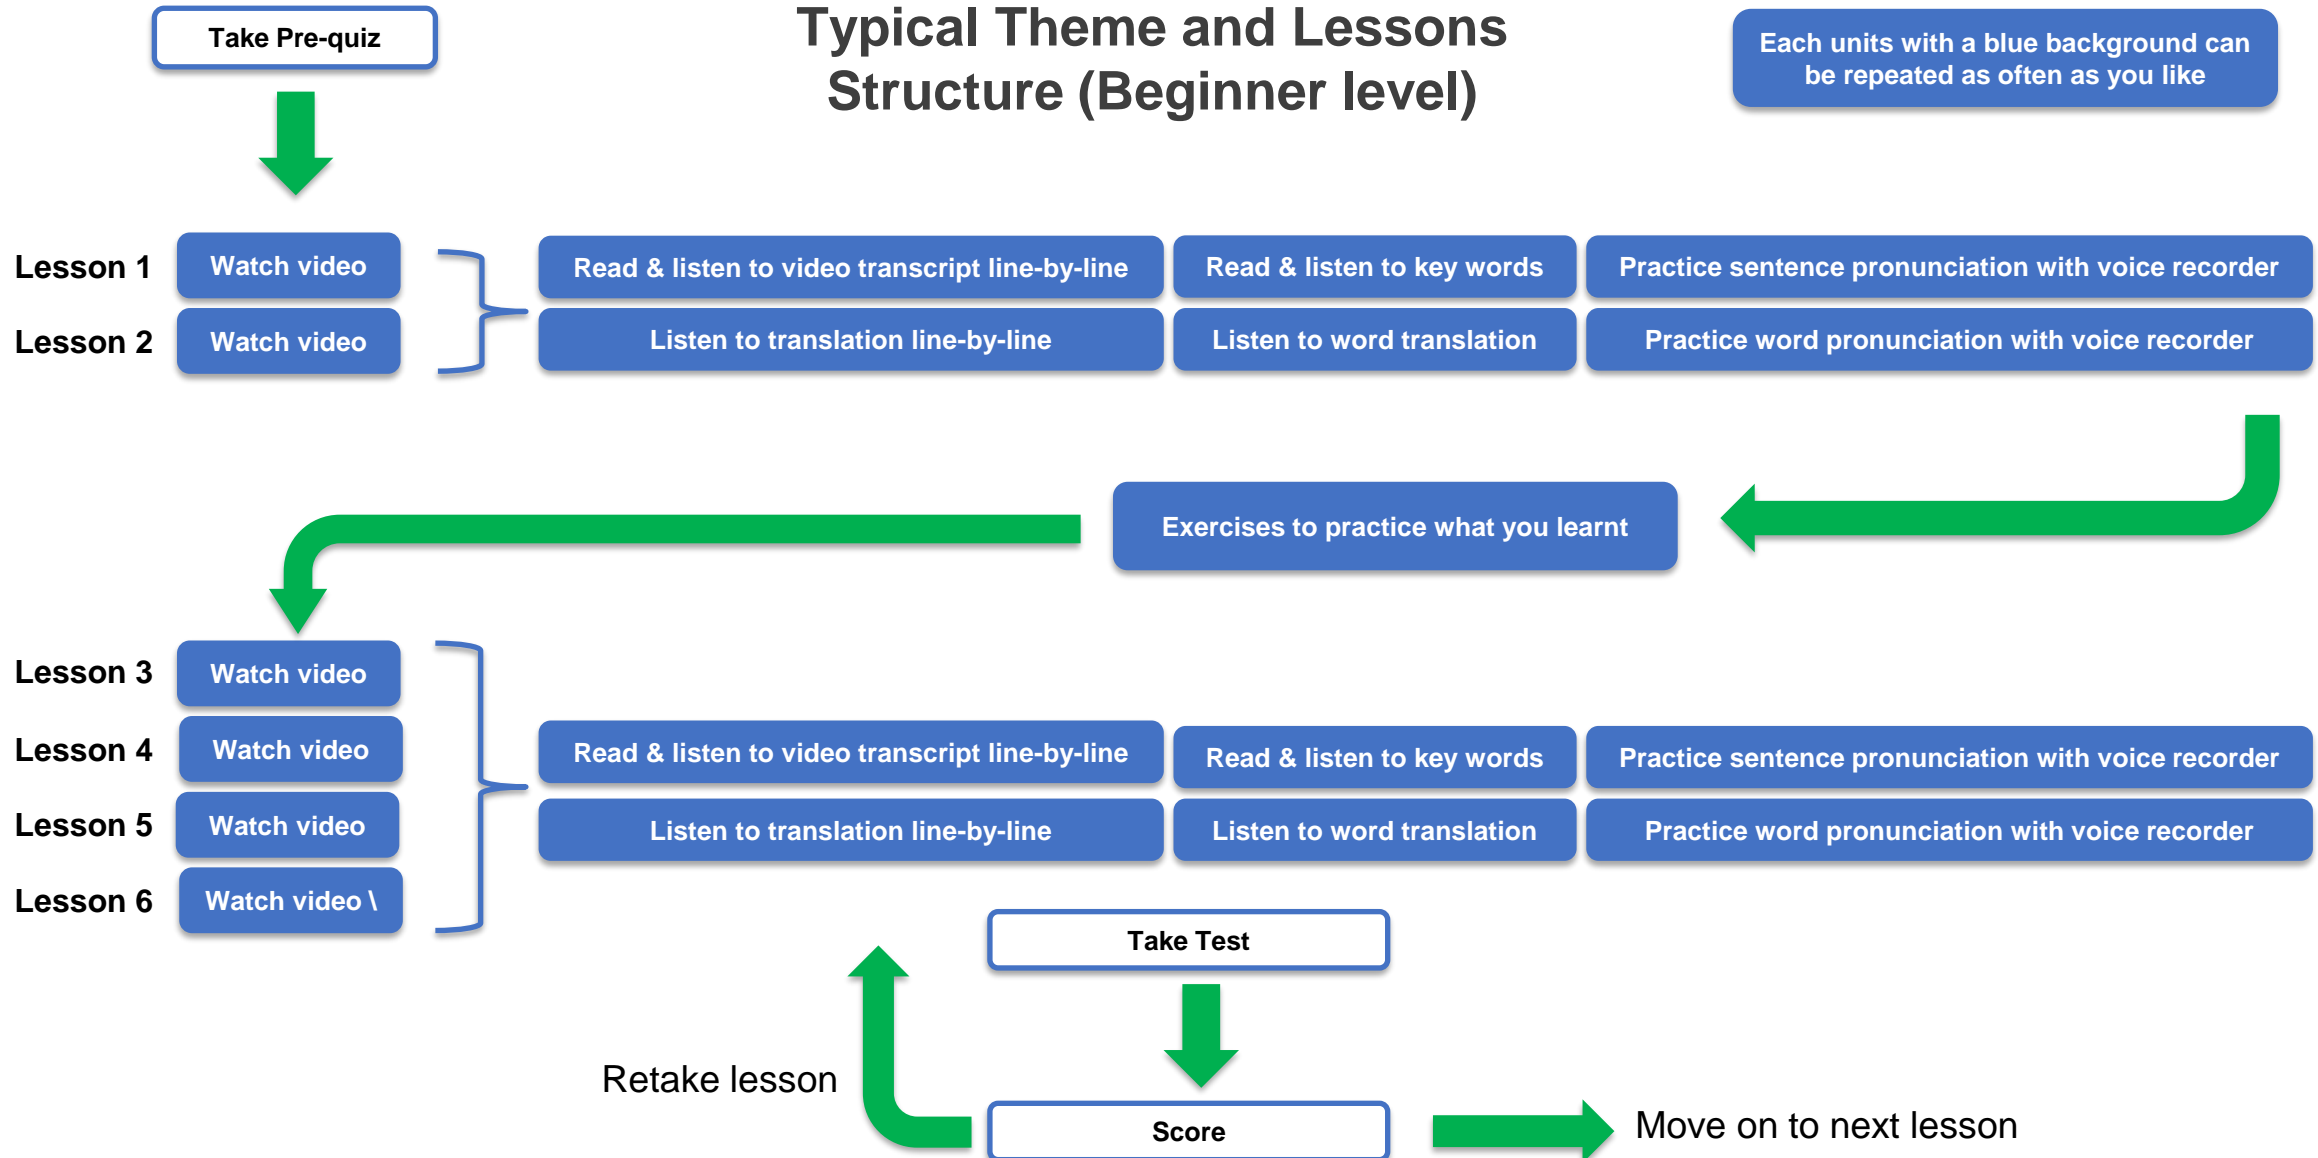 Take Pre-quiz
Typical Theme and Lessons
Structure (Beginner level)
Each units with a blue background can
be repeated as often as you like
Lesson 1
Watch video
Read & listen to video transcript line-by-line
Read & listen to key words
Practice sentence pronunciation with voice recorder
Lesson 2
Watch video
Listen to translation line-by-line
Listen to word translation
Practice word pronunciation with voice recorder
Exercises to practice what you learnt
Lesson 3
Watch video
Lesson 4
Watch video
Read & listen to video transcript line-by-line
Read & listen to key words
Practice sentence pronunciation with voice recorder
Lesson 5
Watch video
Listen to translation line-by-line
Listen to word translation
Practice word pronunciation with voice recorder
Lesson 6
Watch video \
Take Test
Retake lesson
Score
Move on to next lesson